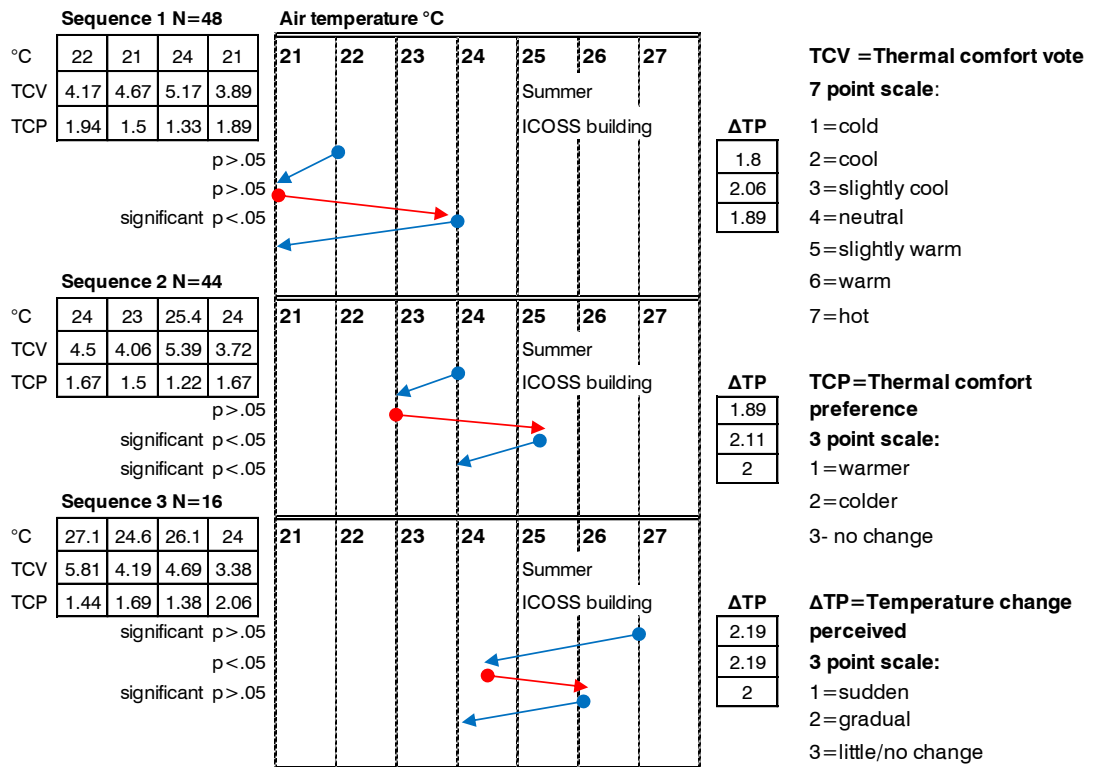 Sequence 1 N=48
Air temperature °C
°C 22 21 24 21
TCV 4.17 4.67 5.17 3.89
TCP 1.94 1.5 1.33 1.89
p>.05
p>.05
significant p<.05
21 22 23 24 25 26 27
Summer
ICOSS building
ΔTP
1.8
2.06
1.89
Sequence 2 N=44
°C 24 23 25.4 24
TCV 4.5 4.06 5.39 3.72
TCP 1.67 1.5 1.22 1.67
p>.05
significant p<.05
significant p<.05
21 22 23 24 25 26 27
Summer
ICOSS building
ΔTP
1.89
2.11
2
Sequence 3 N=16
°C 27.1 24.6 26.1 24
TCV 5.81 4.19 4.69 3.38
TCP 1.44 1.69 1.38 2.06
significant p>.05
p<.05
significant p>.05
21 22 23 24 25 26 27
Summer
ICOSS building
ΔTP
2.19
2.19
2
TCV =Thermal comfort vote
7 point scale:
1=cold
2=cool
3=slightly cool
4=neutral
5=slightly warm
6=warm
7=hot
TCP=Thermal comfort
preference
3 point scale:
1=warmer
2=colder
3- no change
ΔTP=Temperature change
perceived
3 point scale:
1=sudden
2=gradual
3=little/no change